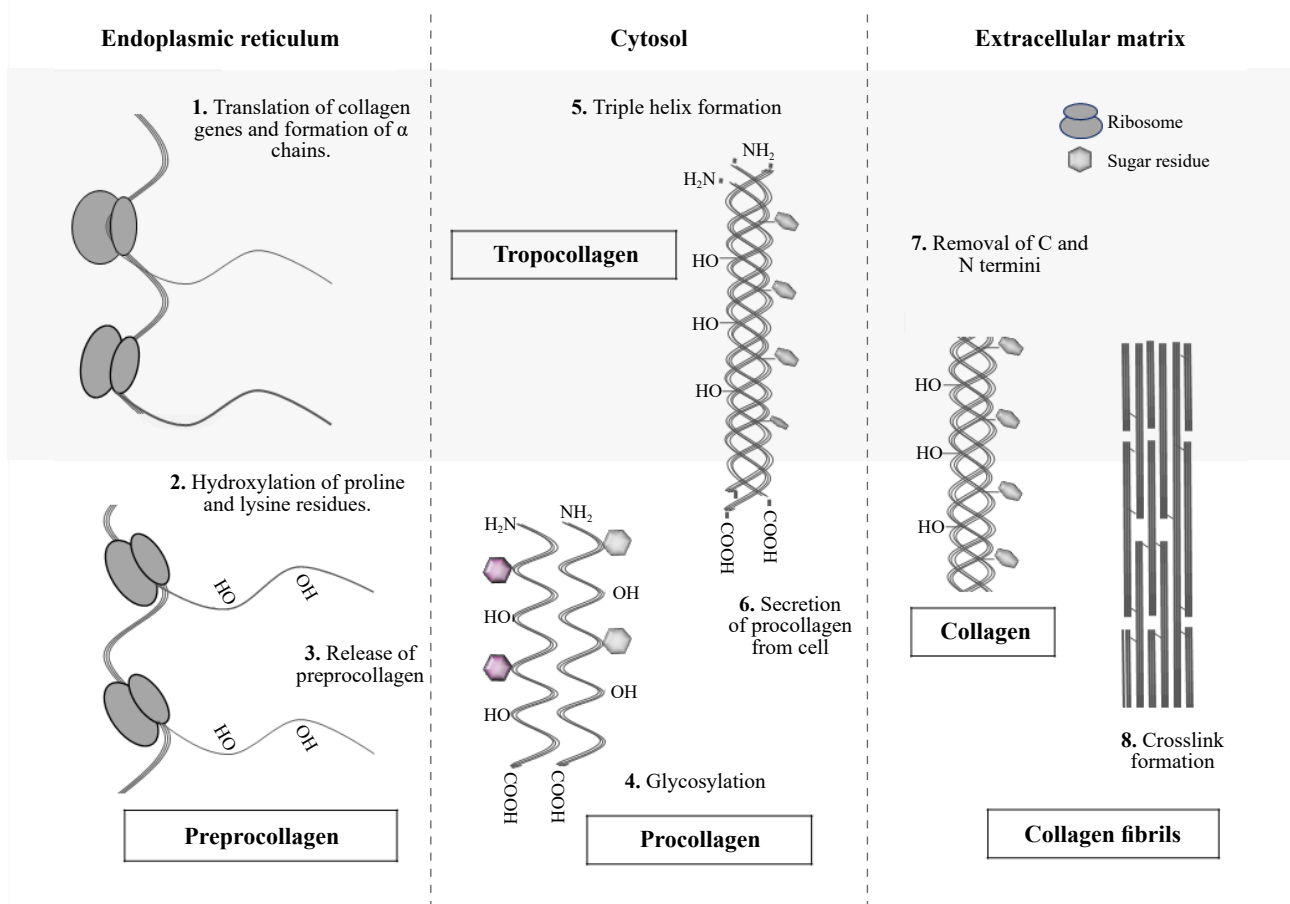 Endoplasmic reticulum
1. Translation of collagen
genes and formation of α
chains.
2. Hydroxylation of proline
and lysine residues.
HO
OH
3. Release of
preprocollagen
HO
OH
Preprocollagen
Cytosol
5. Triple helix formation
NH₂
H₂N
Tropocollagen
HO
HO
HO
COOH
COOH
H₂N
NH₂
OH
HO
OH
HO
COOH
COOH
6. Secretion
of procollagen
from cell
4. Glycosylation
Procollagen
Extracellular matrix
Ribosome
Sugar residue
7. Removal of C and
N termini
HO
HO
HO
Collagen
8. Crosslink
formation
Collagen fibrils